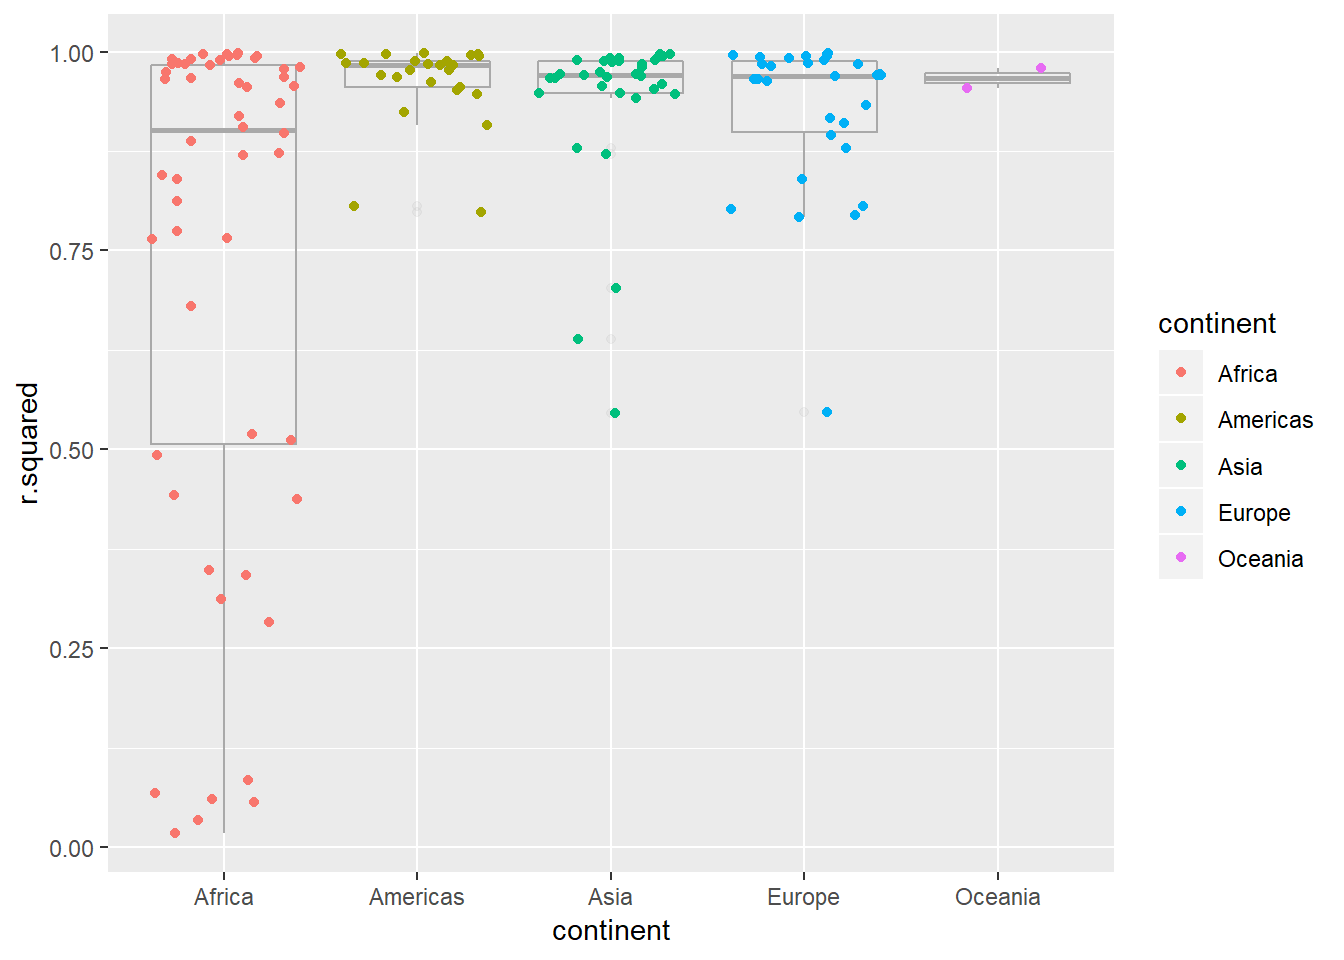 1.00
0.75
0.50
0.25
0.00
r.squared
Africa
Americas
Asia
Europe
Oceania
continent
continent
Africa
Americas
Asia
Europe
Oceania